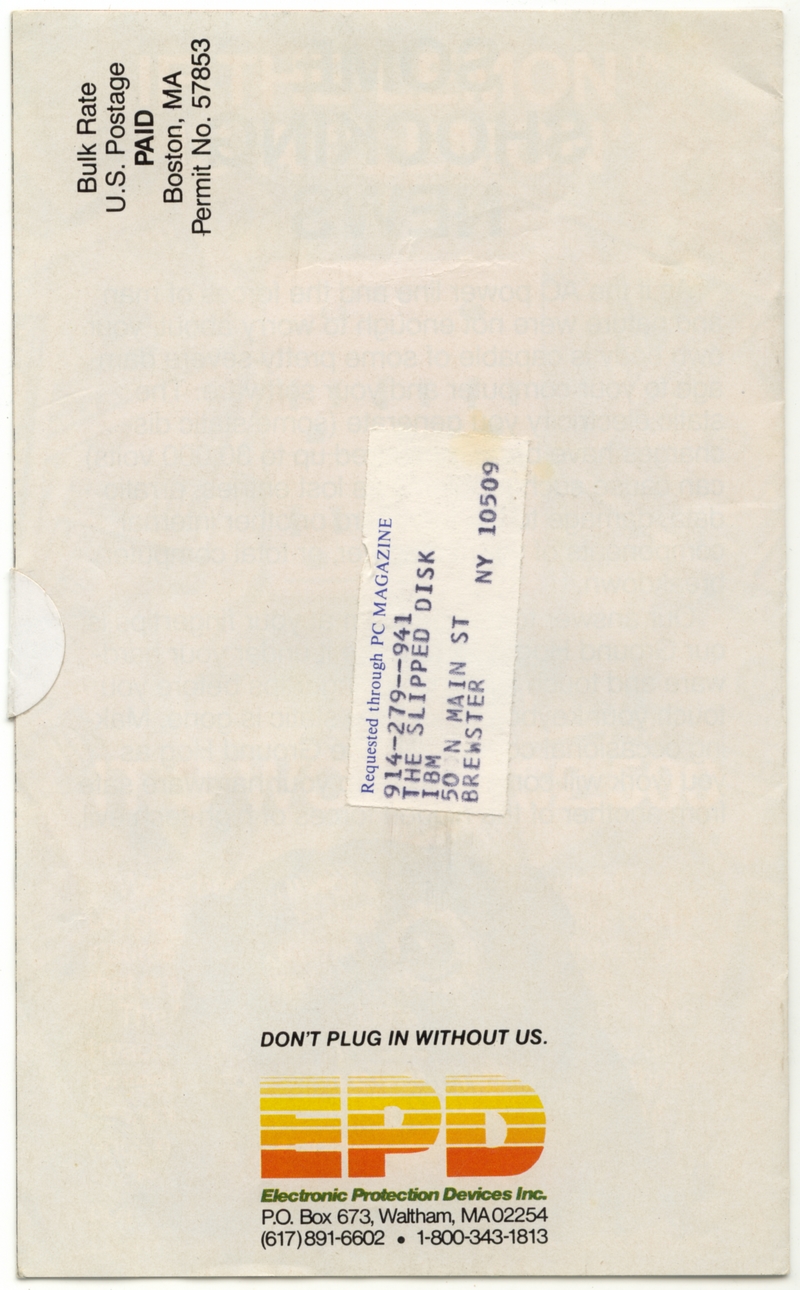 Bulk Rate
U.S. Postage
PAID
Boston, MA
Permit No. 57853
Requested through PC MAGAZINE
914-279--941
THE SLIPPED DISK
IBM
50 N MAIN ST
BREWSTER NY 10509
DON'T PLUG IN WITHOUT US.
EPD
Electronic Protection Devices Inc.
P.O. Box 673, Waltham, MA 02254
(617) 891-6602 • 1-800-343-1813